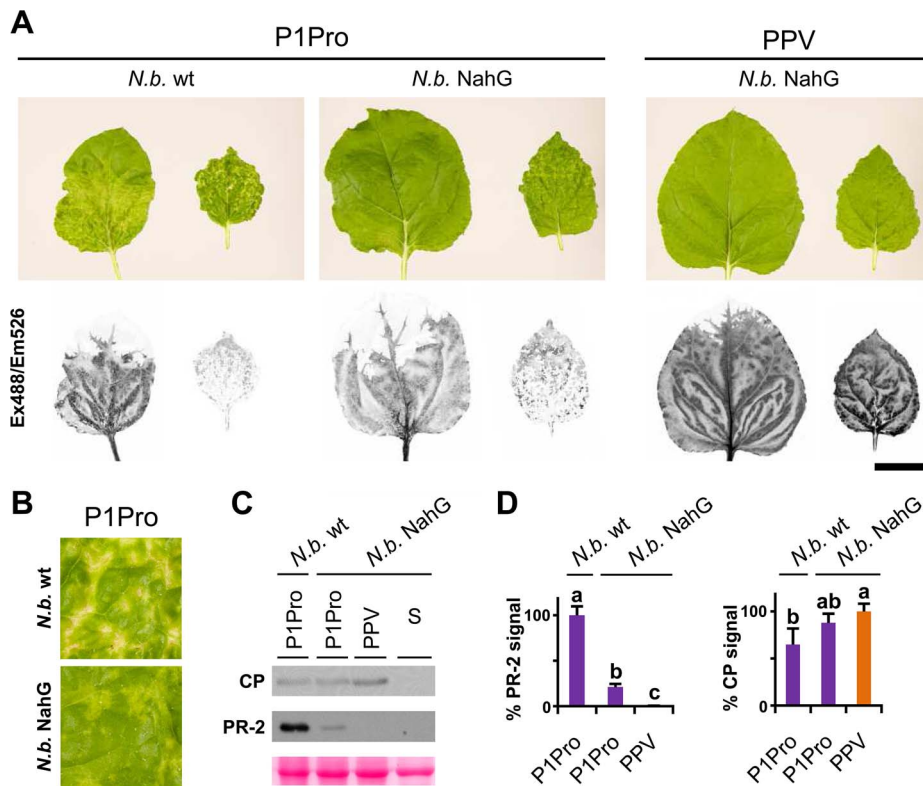 A
P1Pro
PPV
N.b. wt
N.b. NahG
N.b. NahG
Ex488/Em526
B
P1Pro
N.b. wt
N.b. NahG
C
N.b. wt
N.b. NahG
P1Pro
P1Pro
PPV
S
CP
PR-2
D
N.b. wt
N.b. NahG
% PR-2 signal
100
0
a
b
c
P1Pro
P1Pro
PPV
N.b. wt
N.b. NahG
% CP signal
100
0
b
ab
a
P1Pro
P1Pro
PPV